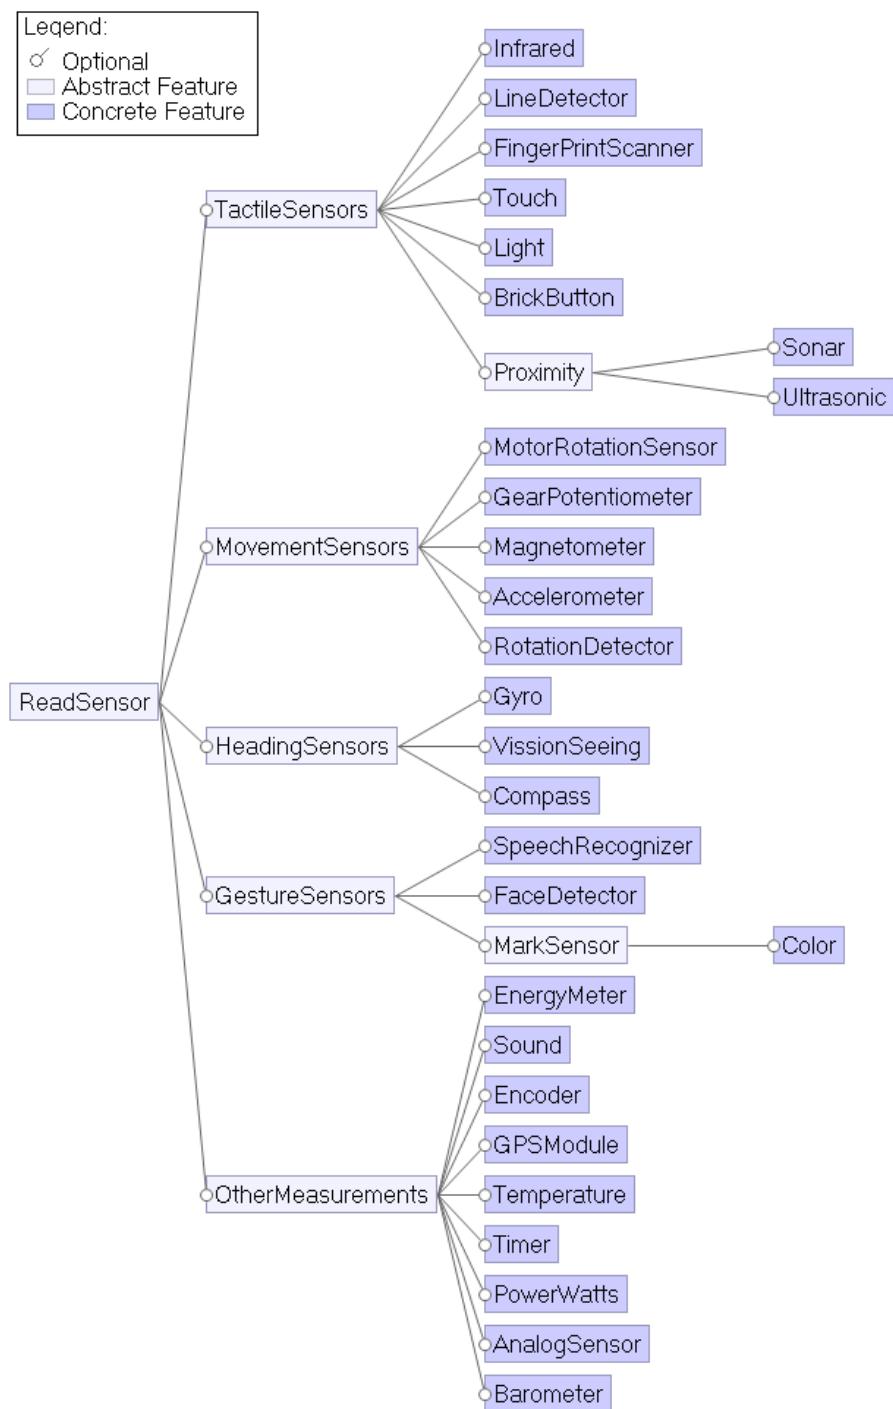 Legend:
Optional
Abstract Feature
Concrete Feature
Infrared
LineDetector
FingerPrintScanner
TactileSensors
Touch
Light
BrickButton
Proximity
Sonar
Ultrasonic
MotorRotationSensor
GearPotentiometer
MovementSensors
Magnetometer
Accelerometer
RotationDetector
ReadSensor
Gyro
HeadingSensors
VissionSeeing
Compass
SpeechRecognizer
GestureSensors
FaceDetector
MarkSensor
Color
EnergyMeter
Sound
Encoder
GPSModule
OtherMeasurements
Temperature
Timer
PowerWatts
AnalogSensor
Barometer